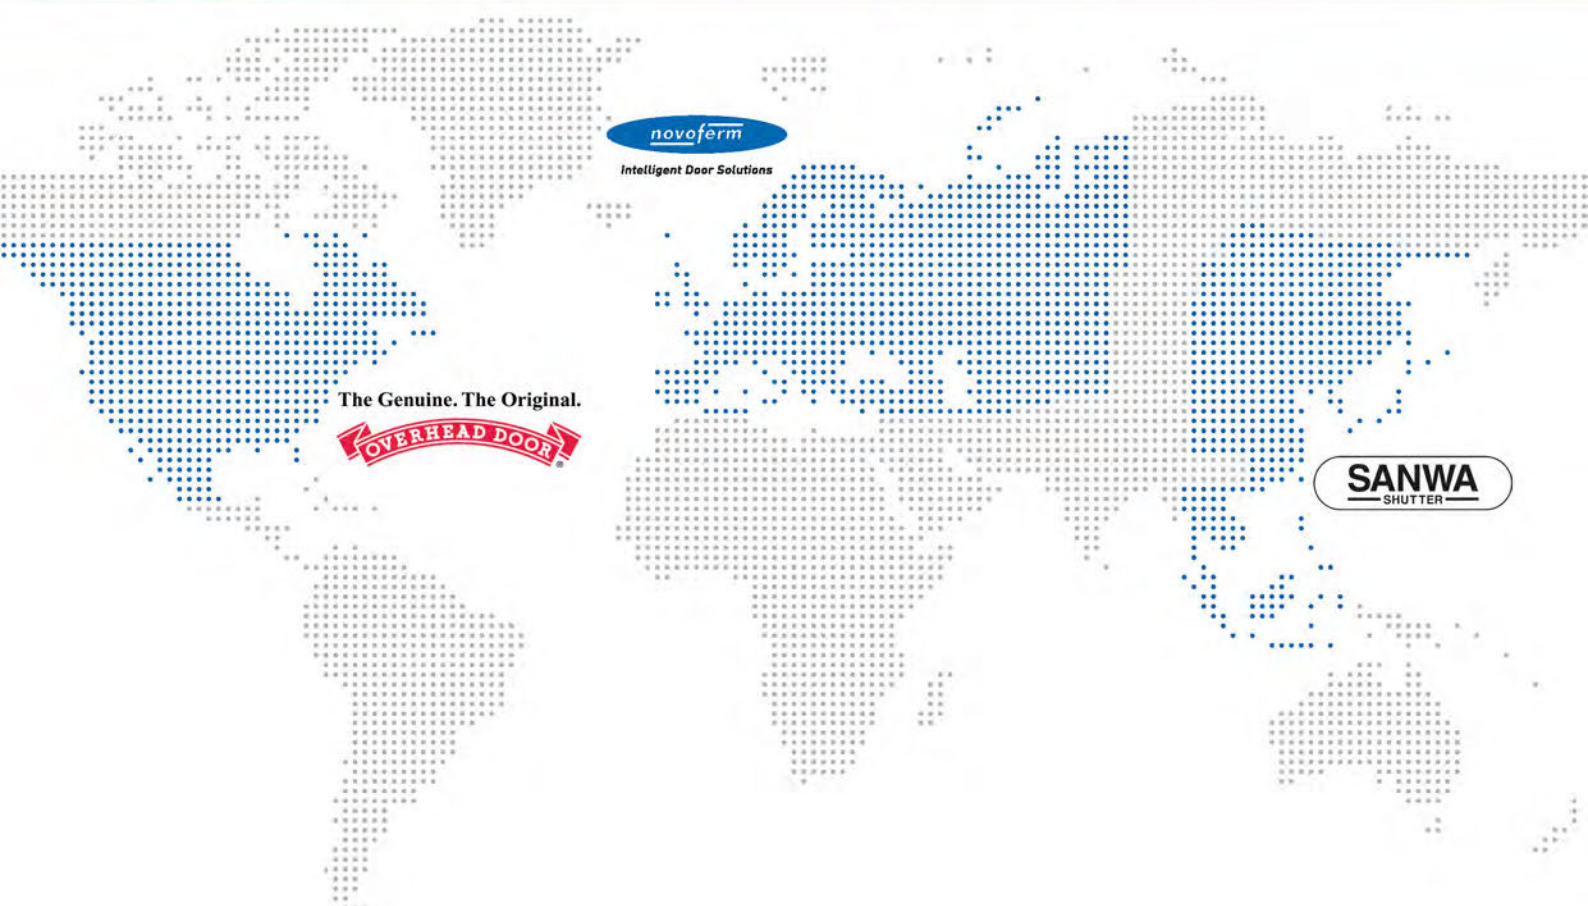 novoferm
Intelligent Door Solutions
The Genuine. The Original.
OVERHEAD DOOR
®
SANWA
SHUTTER